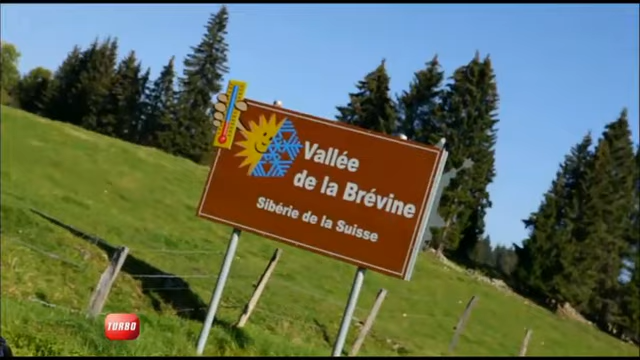 Vallée
de la Brévine
Sibérie de la Suisse
TURBO